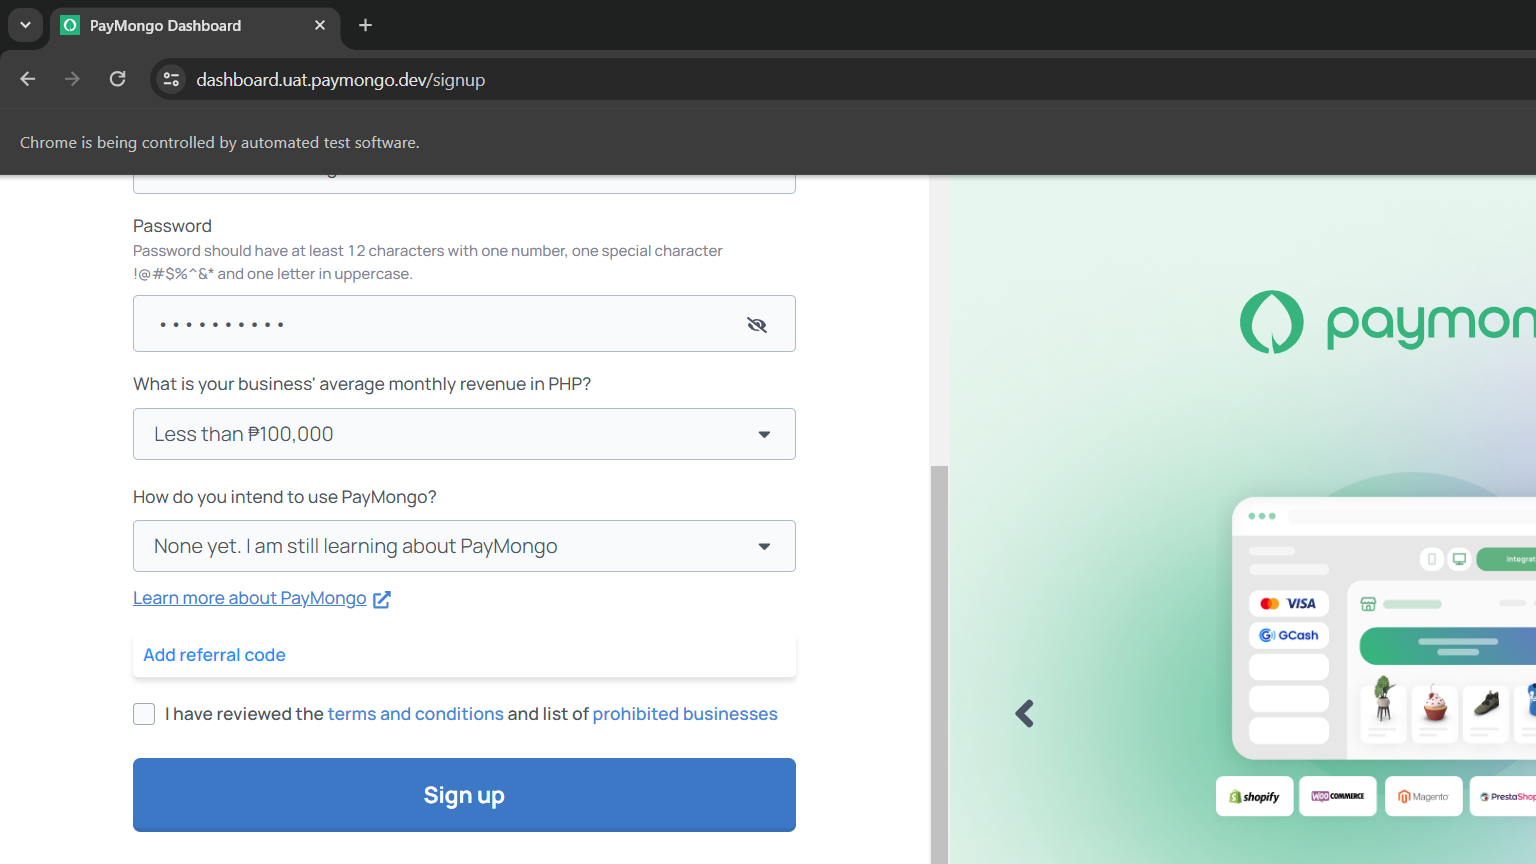 PayMongo Dashboard
dashboard.uat.paymongo.dev/signup
Chrome is being controlled by automated test software.
Password
Password should have at least 12 characters with one number, one special character
!@#$%^&* and one letter in uppercase.
What is your business' average monthly revenue in PHP?
Less than ₱100,000
How do you intend to use PayMongo?
None yet. I am still learning about PayMongo
Learn more about PayMongo
Add referral code
I have reviewed the terms and conditions and list of prohibited businesses
Sign up
paymon
Integrat
VISA
GCash
shopify
WOO COMMERCE
Magento
PrestaShop